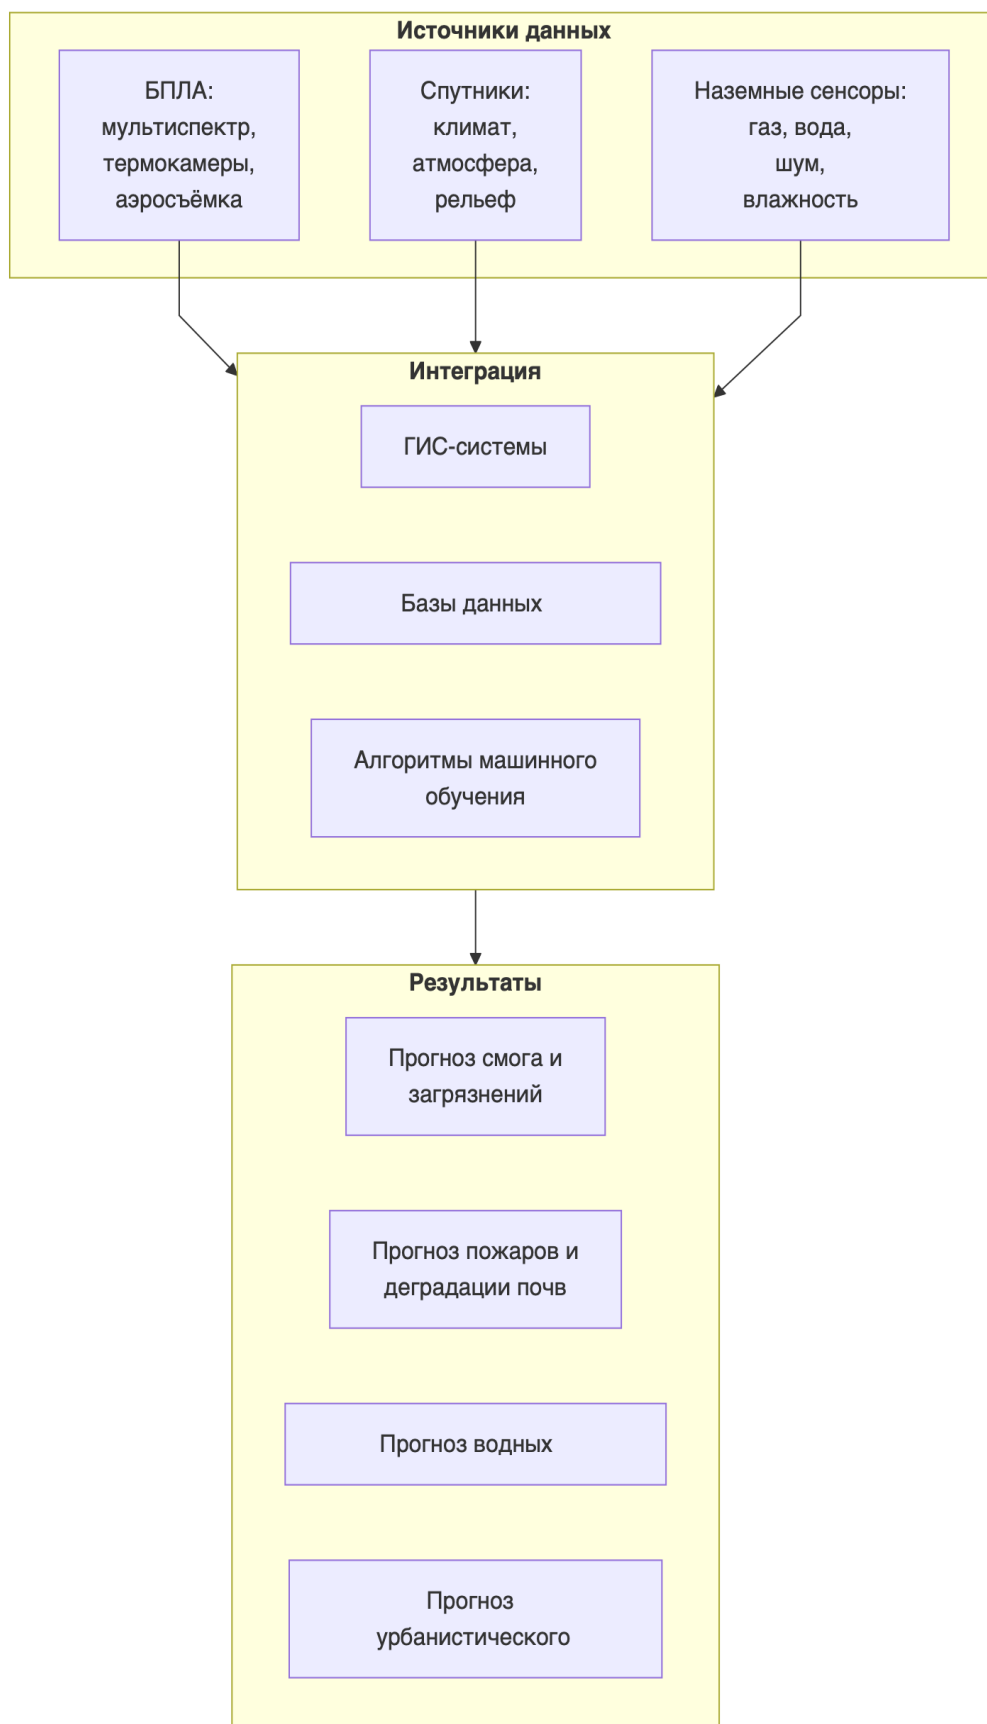 Источники данных
БПЛА:
мультиспектр,
термокамеры,
аэросъёмка
Спутники:
климат,
атмосфера,
рельеф
Наземные сенсоры:
газ, вода,
шум,
влажность
Интеграция
ГИС-системы
Базы данных
Алгоритмы машинного
обучения
Результаты
Прогноз смога и
загрязнений
Прогноз пожаров и
деградации почв
Прогноз водных
Прогноз
урбанистического